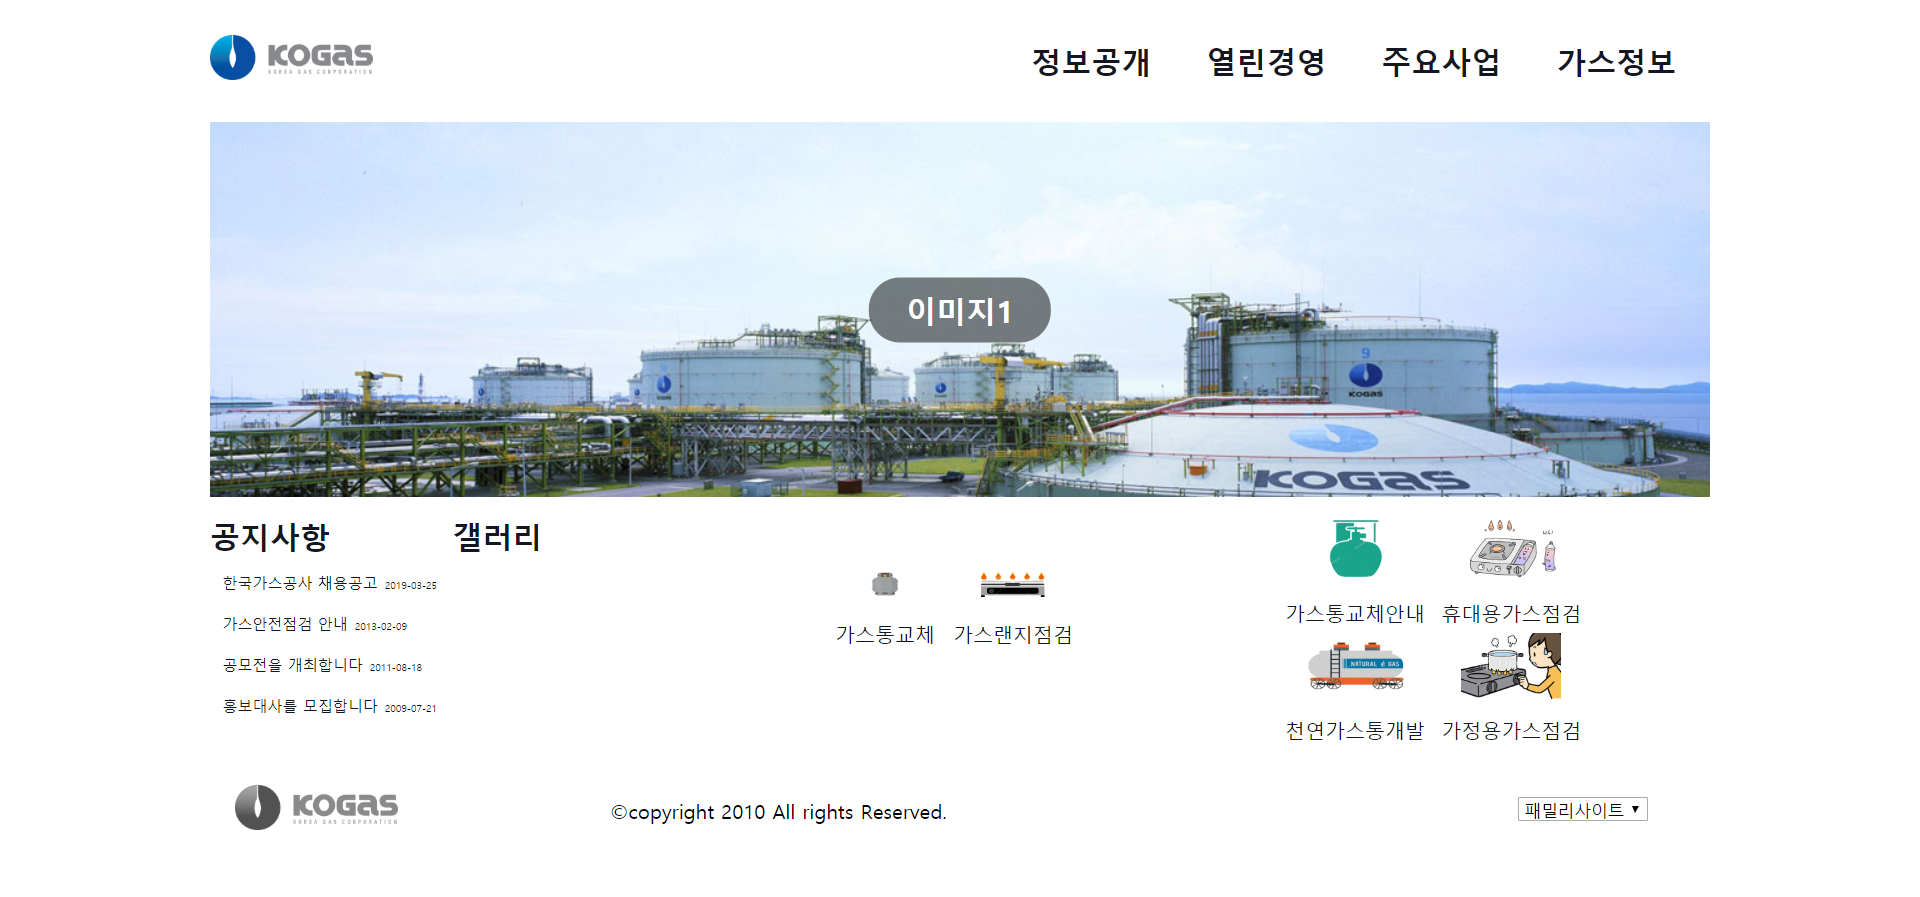 KOGAS
KOREA GAS CORPORATION
정보공개 열린경영 주요사업 가스정보
이미지1
9
KOGAS
KOGAS
공지사항
한국가스공사 채용공고 2019-03-25
가스안전점검 안내 2013-02-09
공모전을 개최합니다 2011-08-18
홍보대사를 모집합니다 2009-07-21
갤러리
가스통교체 가스랜지점검
가스통교체안내 휴대용가스점검
NATURAL GAS
천연가스통개발 가정용가스점검
KOGAS
KOREA GAS CORPORATION
©copyright 2010 All rights Reserved.
패밀리사이트 ▼